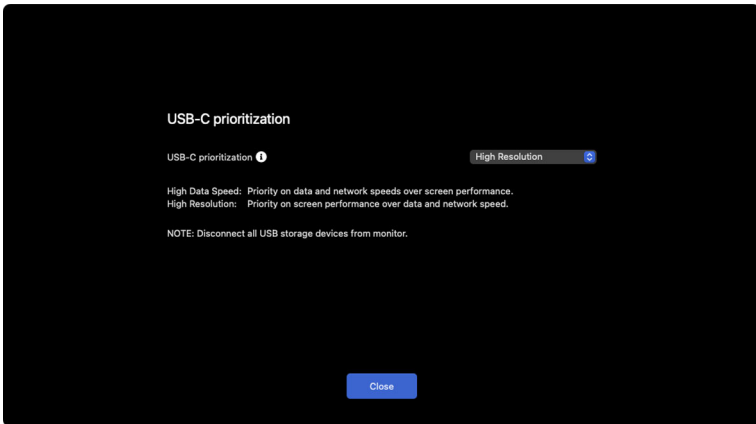 USB-C prioritization
USB-C prioritization
High Resolution
High Data Speed: Priority on data and network speeds over screen performance.
High Resolution: Priority on screen performance over data and network speed.
NOTE: Disconnect all USB storage devices from monitor.
Close